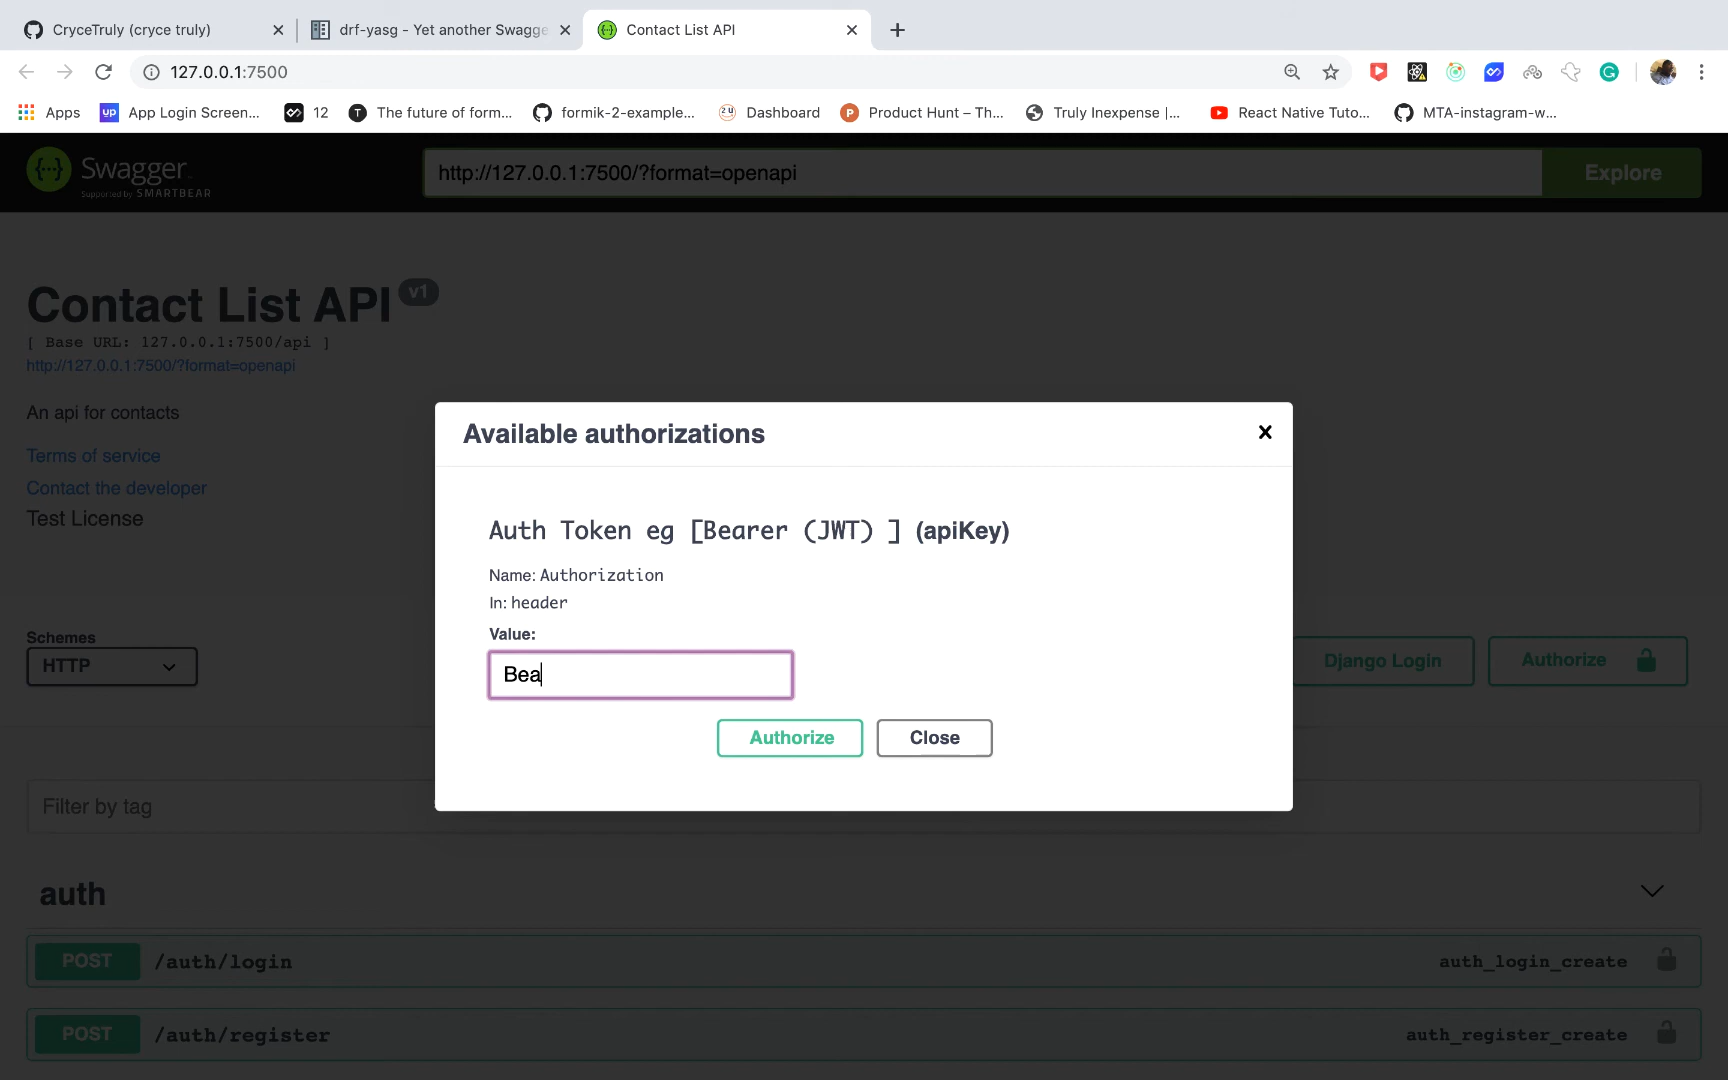 CryceTruly (cryce truly)
drf-yasg - Yet another Swagge
Contact List API
127.0.0.1:7500
Apps
App Login Screen...
12
The future of form...
formik-2-example...
Dashboard
Product Hunt – Th...
Truly Inexpense |...
React Native Tuto...
MTA-instagram-w...
Swagger
Supported by SMARTBEAR
http://127.0.0.1:7500/?format=openapi
Explore
Contact List API v1
[ Base URL: 127.0.0.1:7500/api ]
http://127.0.0.1:7500/?format=openapi
An api for contacts
Terms of service
Contact the developer
Test License
Available authorizations
Auth Token eg [Bearer (JWT) ] (apiKey)
Name: Authorization
In: header
Value:
Bea
Authorize
Close
Schemes
HTTP
Django Login
Authorize
Filter by tag
auth
POST /auth/login auth_login_create
POST /auth/register auth_register_create